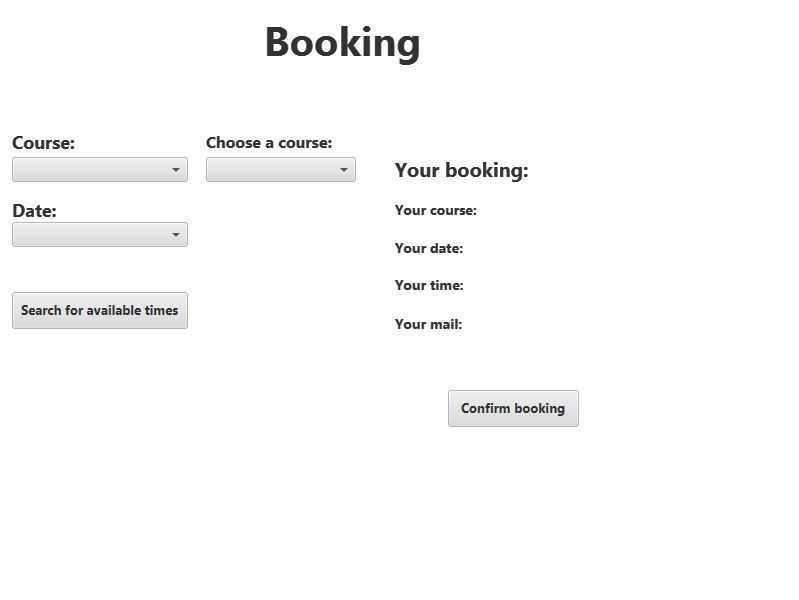 Booking
Course:
Choose a course:
Date:
Search for available times
Your booking:
Your course:
Your date:
Your time:
Your mail:
Confirm booking